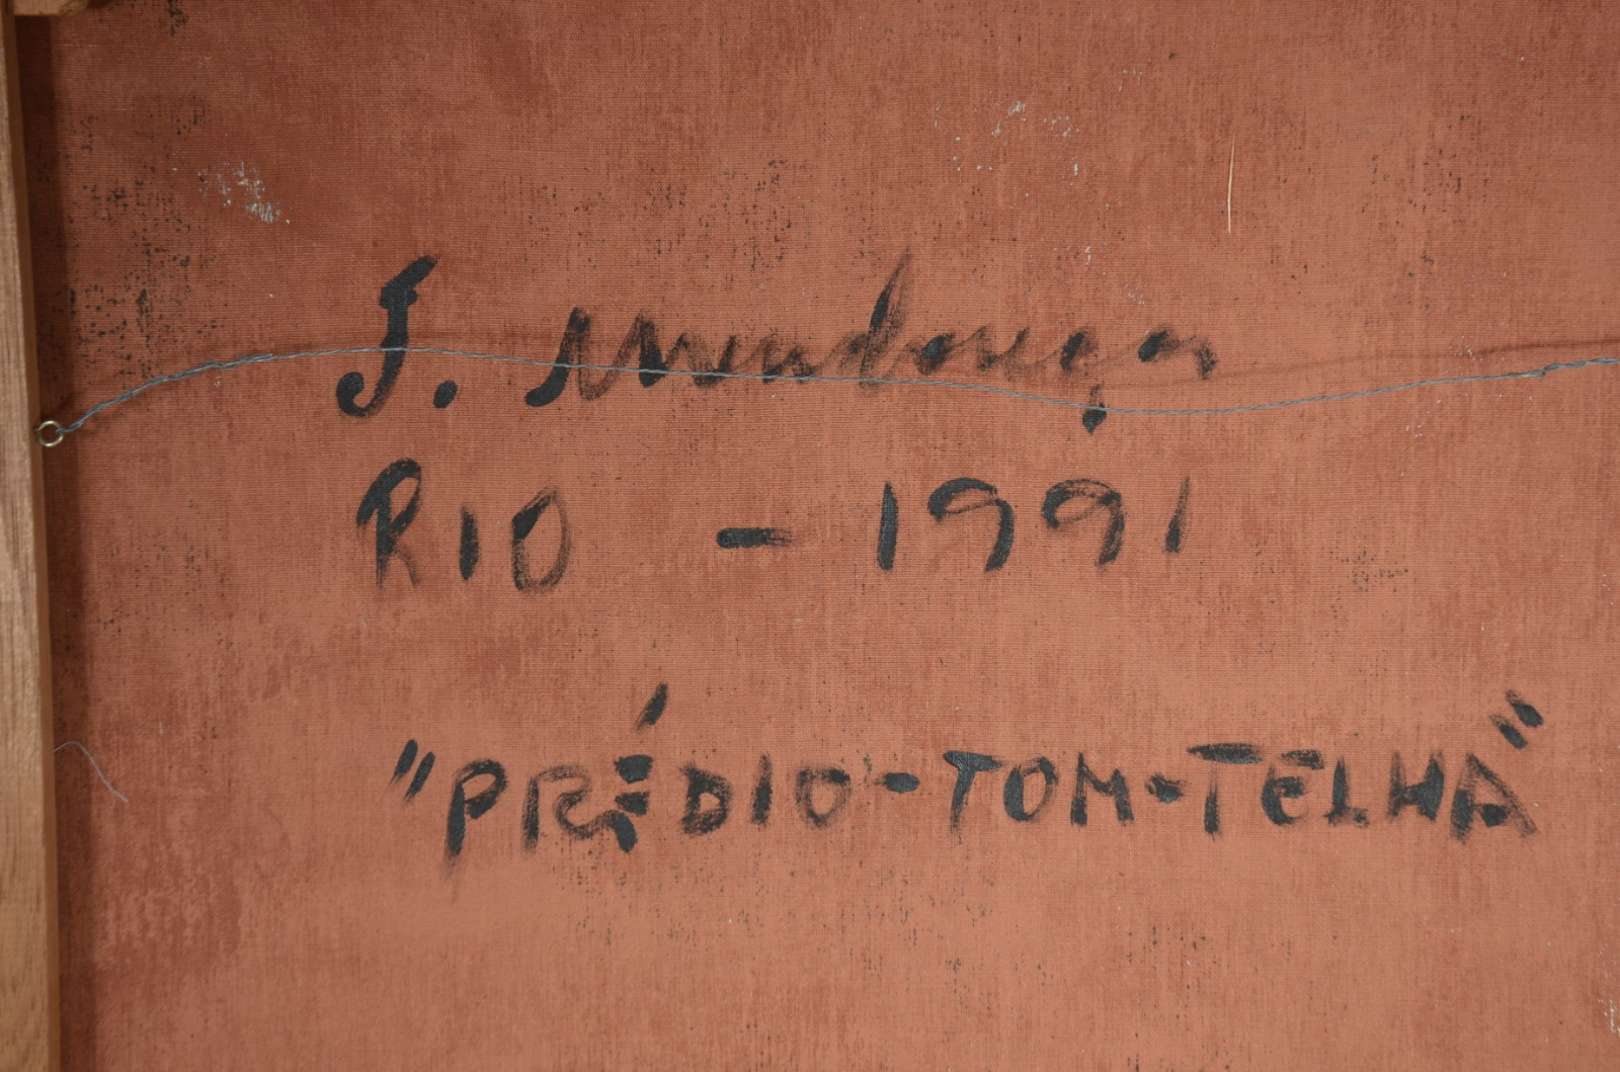 J. Mendonça
RIO - 1991
"PRÉDIO-TOM-TELHA"